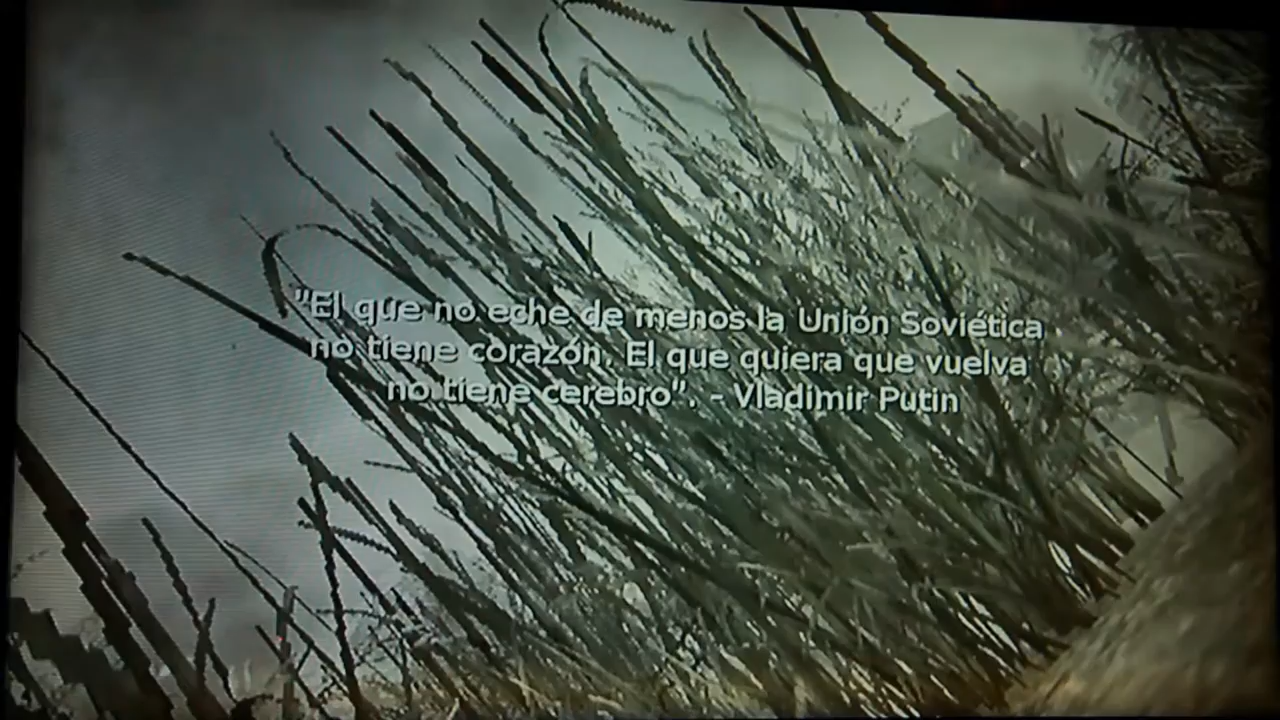 "El que no eche de menos la Unión Soviética
no tiene corazón. El que quiera que vuelva
no tiene cerebro". - Vladimir Putin